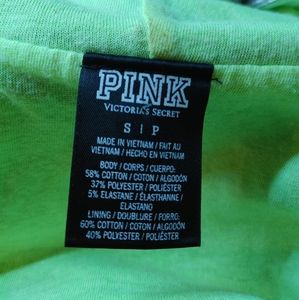 PINK
VICTORIA'S SECRET
S | P
MADE IN VIETNAM / FAIT AU
VIETNAM / HECHO EN VIETNAM
BODY / CORPS / CUERPO:
58% COTTON / COTON / ALGODÓN
37% POLYESTER / POLIÉSTER
5% ELASTANE / ÉLASTHANNE /
ELASTANO
LINING / DOUBLURE / FORRO:
60% COTTON / COTON / ALGODÓN
40% POLYESTER / POLIÉSTER